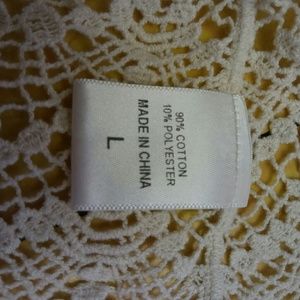 90% COTTON
10% POLYESTER
MADE IN CHINA
L